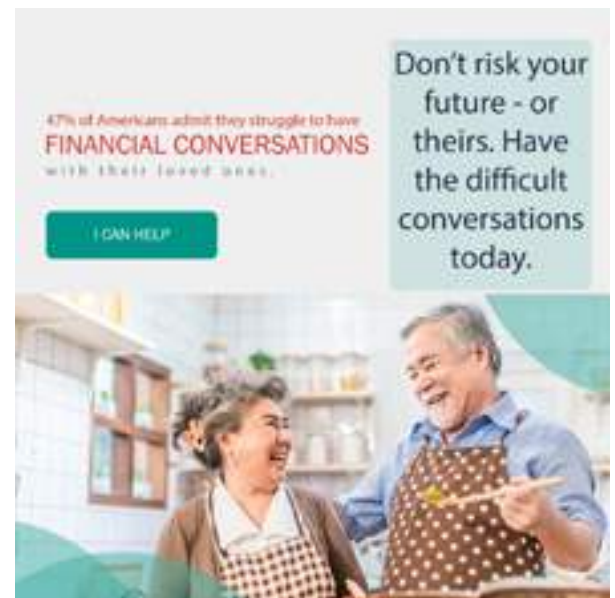 47% of Americans admit they struggle to have
FINANCIAL CONVERSATIONS
with their loved ones.
I CAN HELP
Don't risk your
future - or
theirs. Have
the difficult
conversations
today.